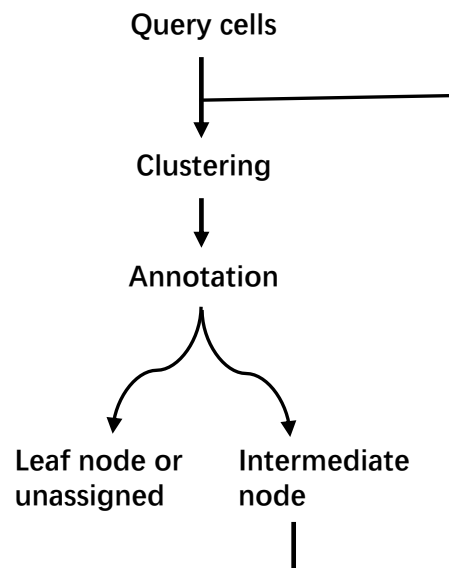 Query cells
Clustering
Annotation
Leaf node or
unassigned
Intermediate
node